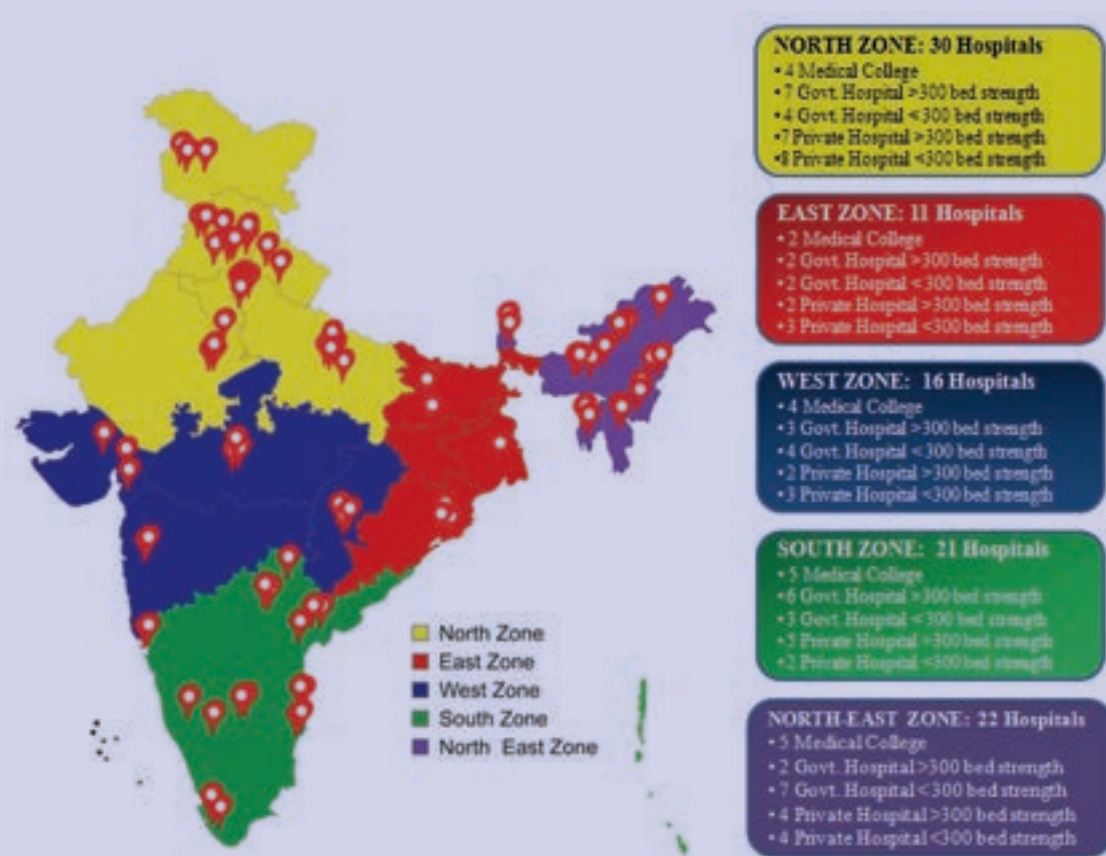 NORTH ZONE: 30 Hospitals
• 4 Medical College
• 7 Govt. Hospital >300 bed strength
• 4 Govt. Hospital <300 bed strength
• 7 Private Hospital >300 bed strength
• 8 Private Hospital <300 bed strength
EAST ZONE: 11 Hospitals
• 2 Medical College
• 2 Govt. Hospital >300 bed strength
• 2 Govt. Hospital <300 bed strength
• 2 Private Hospital >300 bed strength
• 3 Private Hospital <300 bed strength
WEST ZONE: 16 Hospitals
• 4 Medical College
• 3 Govt. Hospital >300 bed strength
• 4 Govt. Hospital <300 bed strength
• 2 Private Hospital >300 bed strength
• 3 Private Hospital <300 bed strength
SOUTH ZONE: 21 Hospitals
• 5 Medical College
• 6 Govt. Hospital >300 bed strength
• 3 Govt. Hospital <300 bed strength
• 5 Private Hospital >300 bed strength
• 2 Private Hospital <300 bed strength
NORTH-EAST ZONE: 22 Hospitals
• 5 Medical College
• 2 Govt. Hospital >300 bed strength
• 7 Govt. Hospital <300 bed strength
• 4 Private Hospital >300 bed strength
• 4 Private Hospital <300 bed strength
North Zone
East Zone
West Zone
South Zone
North East Zone